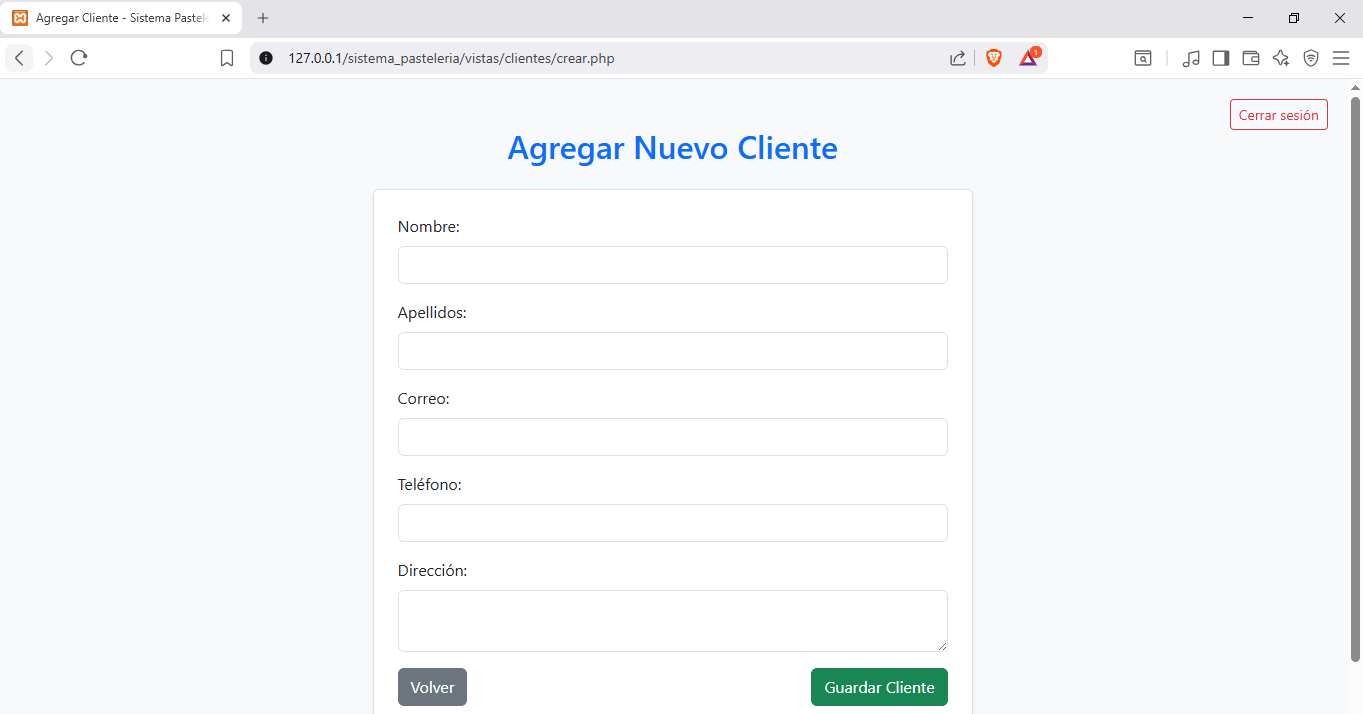 Agregar Cliente - Sistema Pastele
127.0.0.1/sistema_pasteleria/vistas/clientes/crear.php
1
Cerrar sesión
Agregar Nuevo Cliente
Nombre:
Apellidos:
Correo:
Teléfono:
Dirección:
Volver
Guardar Cliente